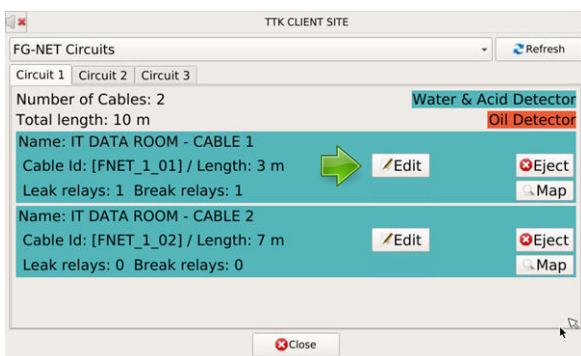 TTK CLIENT SITE
FG-NET Circuits
Refresh
Circuit 1 Circuit 2 Circuit 3
Number of Cables: 2 Water & Acid Detector
Total length: 10 m Oil Detector
Name: IT DATA ROOM - CABLE 1
Cable Id: [FNET_1_01] / Length: 3 m Edit Eject
Leak relays: 1 Break relays: 1 Map
Name: IT DATA ROOM - CABLE 2
Cable Id: [FNET_1_02] / Length: 7 m Edit Eject
Leak relays: 0 Break relays: 0 Map
Close